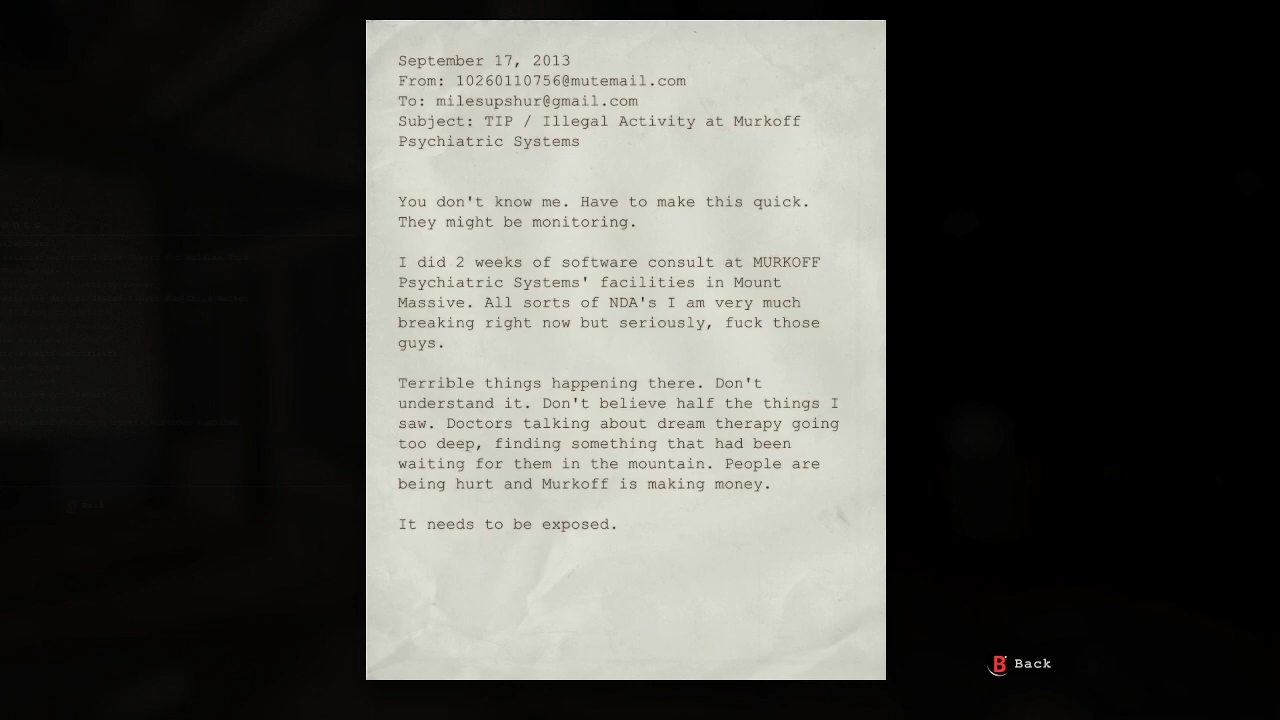 September 17, 2013
From: 10260110756@mutemail.com
To: milesupshur@gmail.com
Subject: TIP / Illegal Activity at Murkoff
Psychiatric Systems
You don't know me. Have to make this quick.
They might be monitoring.
I did 2 weeks of software consult at MURKOFF
Psychiatric Systems' facilities in Mount
Massive. All sorts of NDA's I am very much
breaking right now but seriously, fuck those
guys.
Terrible things happening there. Don't
understand it. Don't believe half the things I
saw. Doctors talking about dream therapy going
too deep, finding something that had been
waiting for them in the mountain. People are
being hurt and Murkoff is making money.
It needs to be exposed.
B Back